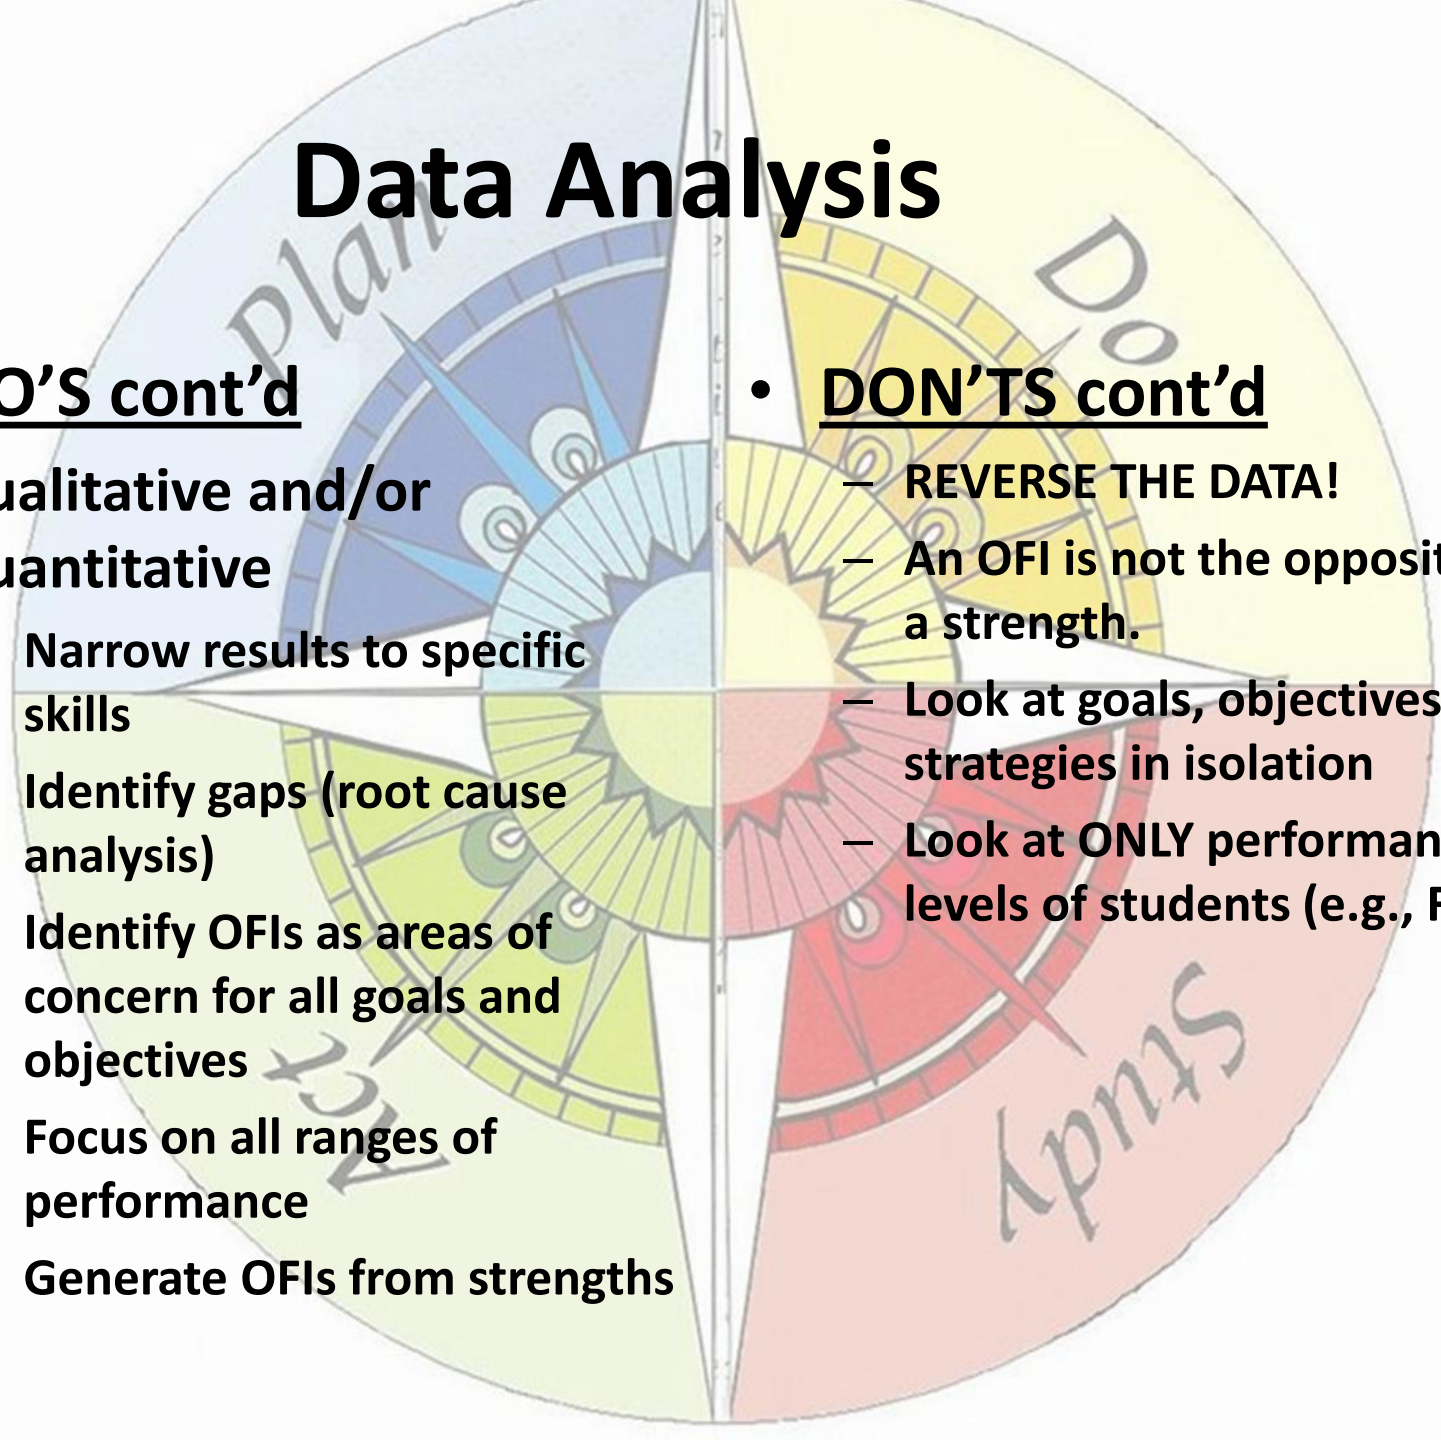 Data Analysis
Plan
Do
O’S cont’d
ualitative and/or
uantitative
Narrow results to specific
skills
Identify gaps (root cause
analysis)
Identify OFIs as areas of
concern for all goals and
objectives
Focus on all ranges of
performance
Generate OFIs from strengths
• DON’TS cont’d
– REVERSE THE DATA!
– An OFI is not the opposit
a strength.
– Look at goals, objectives
strategies in isolation
– Look at ONLY performan
levels of students (e.g., F
Act
Study